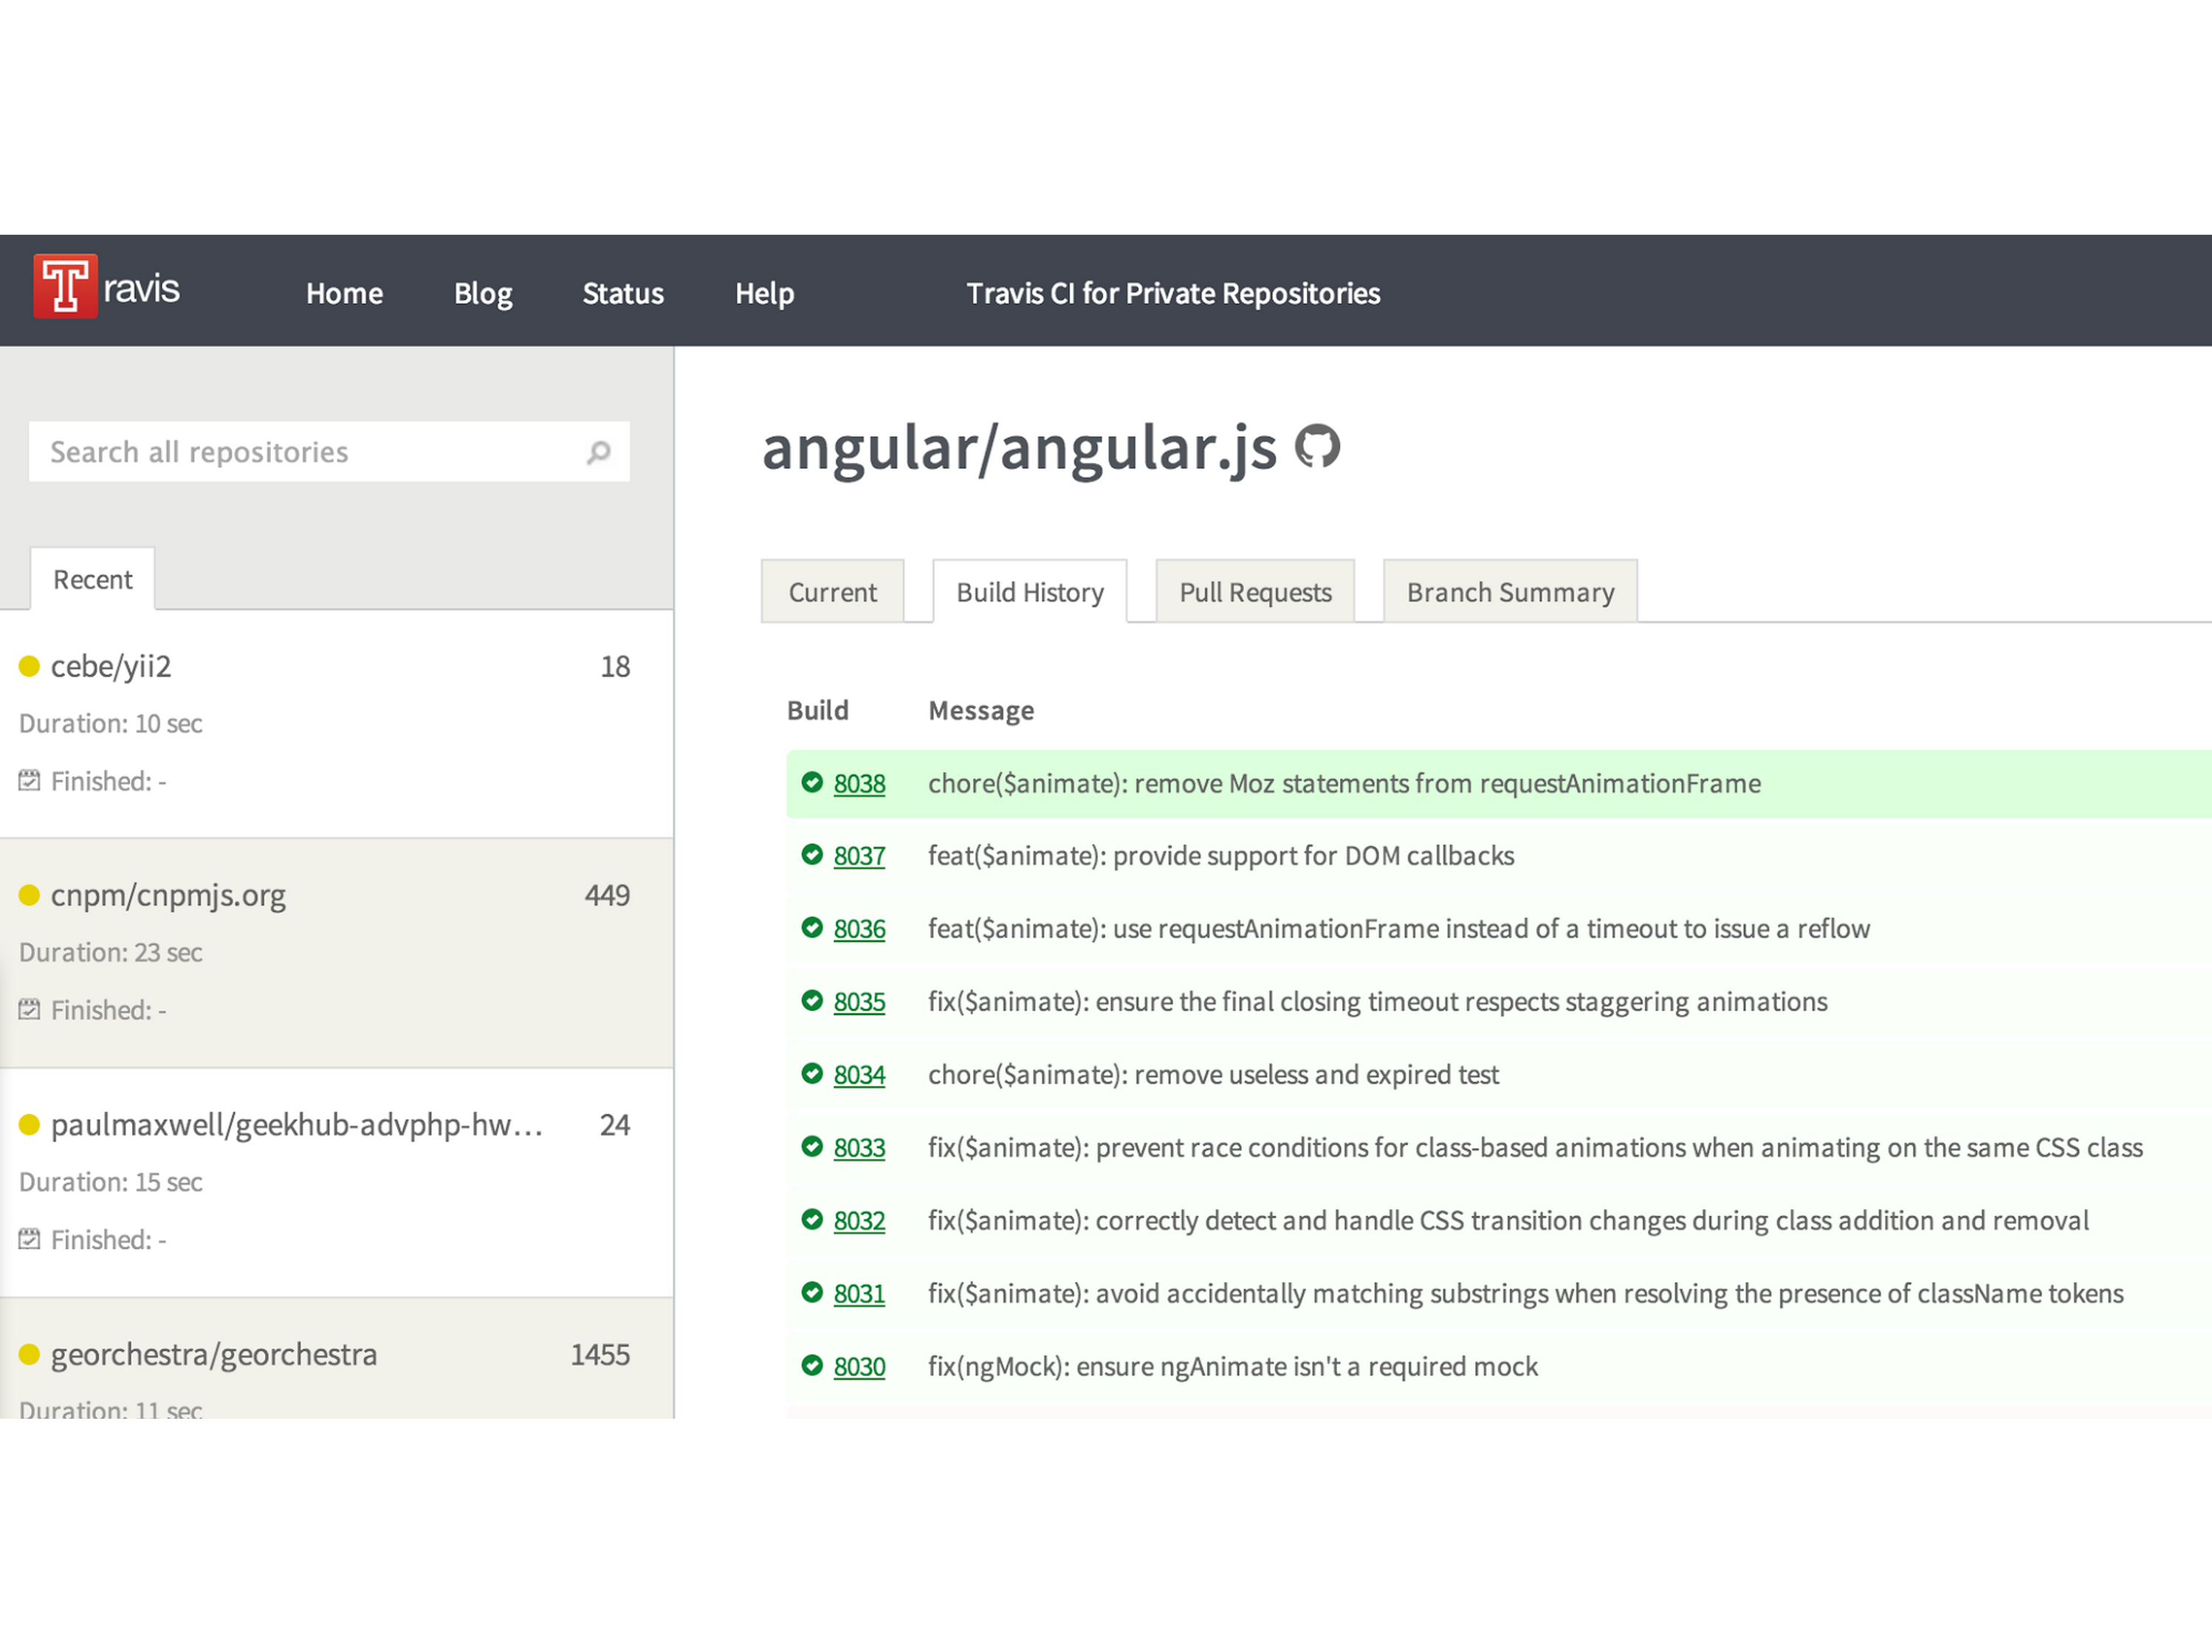 Travis Home Blog Status Help Travis CI for Private Repositories
Search all repositories
Recent
cebe/yii2 18
Duration: 10 sec
Finished: -
cnpm/cnpmjs.org 449
Duration: 23 sec
Finished: -
paulmaxwell/geekhub-advphp-hw... 24
Duration: 15 sec
Finished: -
georchestra/georchestra 1455
Duration: 11 sec
angular/angular.js
Current Build History Pull Requests Branch Summary
Build Message
8038 chore($animate): remove Moz statements from requestAnimationFrame
8037 feat($animate): provide support for DOM callbacks
8036 feat($animate): use requestAnimationFrame instead of a timeout to issue a reflow
8035 fix($animate): ensure the final closing timeout respects staggering animations
8034 chore($animate): remove useless and expired test
8033 fix($animate): prevent race conditions for class-based animations when animating on the same CSS class
8032 fix($animate): correctly detect and handle CSS transition changes during class addition and removal
8031 fix($animate): avoid accidentally matching substrings when resolving the presence of className tokens
8030 fix(ngMock): ensure ngAnimate isn't a required mock